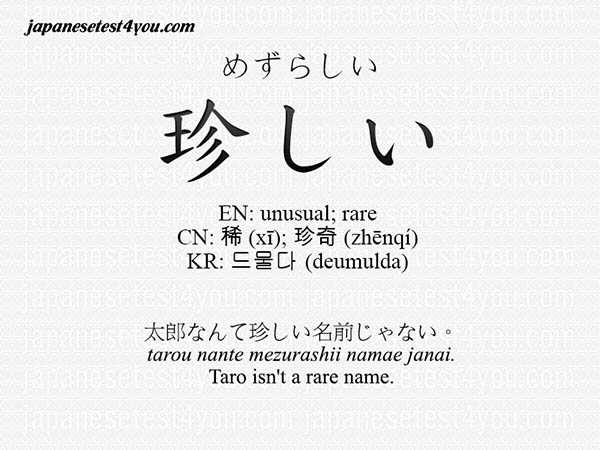 japanesetest4you.com
めずらしい
珍しい
EN: unusual; rare
CN: 稀 (xī); 珍奇 (zhēnqí)
KR: 드물다 (deumulda)
太郎なんて珍しい名前じゃない。
tarou nante mezurashii namae janai.
Taro isn't a rare name.